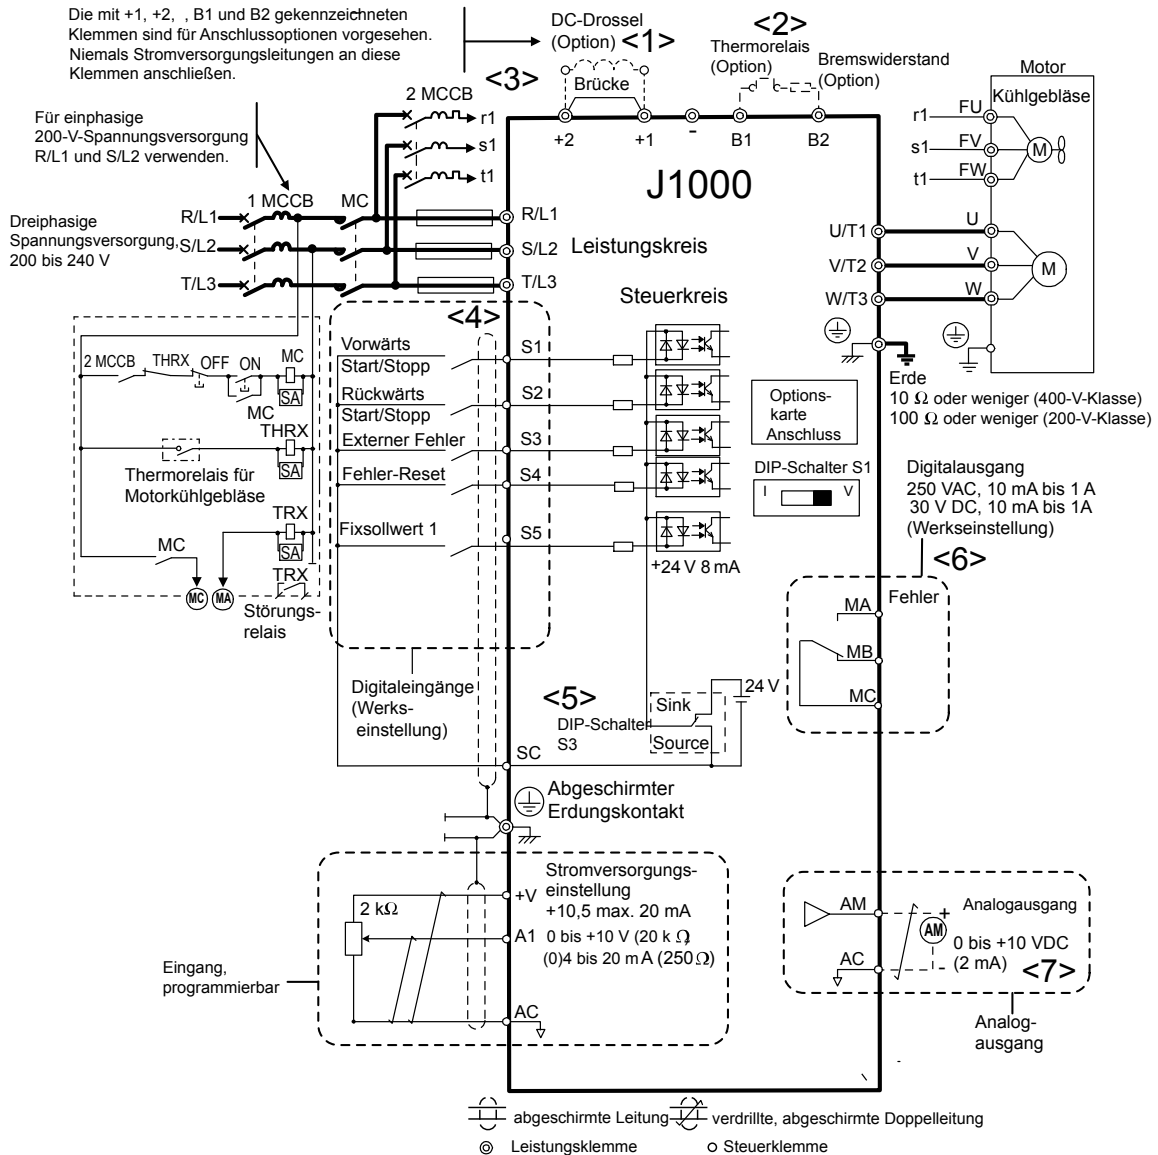 Die mit +1, +2, , B1 und B2 gekennzeichneten
Klemmen sind für Anschlussoptionen vorgesehen.
Niemals Stromversorgungsleitungen an diese
Klemmen anschließen.
DC-Drossel
(Option) <1>
<2>
Thermorelais
(Option)
Bremswiderstand
(Option)
<3>
Brücke
Motor
Kühlgebläse
2 MCCB
r1
s1
t1
+2
+1
-
B1
B2
r1
FU
s1
FV
t1
FW
M
Für einphasige
200-V-Spannungsversorgung
R/L1 und S/L2 verwenden.
J1000
1 MCCB
MC
Dreiphasige
Spannungsversorgung,
200 bis 240 V
R/L1
S/L2
T/L3
R/L1
S/L2
T/L3
Leistungskreis
Steuerkreis
U/T1
V/T2
W/T3
U
V
W
M
<4>
Erde
10 Ω oder weniger (400-V-Klasse)
100 Ω oder weniger (200-V-Klasse)
2 MCCB
THRX
OFF
ON
MC
SA
MC
THRX
SA
Thermorelais für
Motorkühlgebläse
TRX
SA
MC
TRX
MC
MA
Störungs-
relais
Vorwärts
Start/Stopp
S1
Rückwärts
Start/Stopp
S2
Externer Fehler
S3
Fehler-Reset
S4
Fixsollwert 1
S5
+24 V 8 mA
Options-
karte
Anschluss
DIP-Schalter S1
I
V
Digitalausgang
250 VAC, 10 mA bis 1 A
30 V DC, 10 mA bis 1A
(Werkseinstellung)
<6>
Fehler
MA
MB
MC
Digitaleingänge
(Werks-
einstellung)
<5>
DIP-Schalter
S3
Sink
Source
24 V
SC
Abgeschirmter
Erdungskontakt
Stromversorgungs-
einstellung
+10,5 max. 20 mA
0 bis +10 V (20 k Ω)
(0)4 bis 20 mA (250 Ω)
2 kΩ
+V
A1
AC
Eingang,
programmierbar
AM
AC
+
AM
-
Analogausgang
0 bis +10 VDC
(2 mA)
<7>
Analog-
ausgang
abgeschirmte Leitung
verdrillte, abgeschirmte Doppelleitung
Leistungsklemme
Steuerklemme